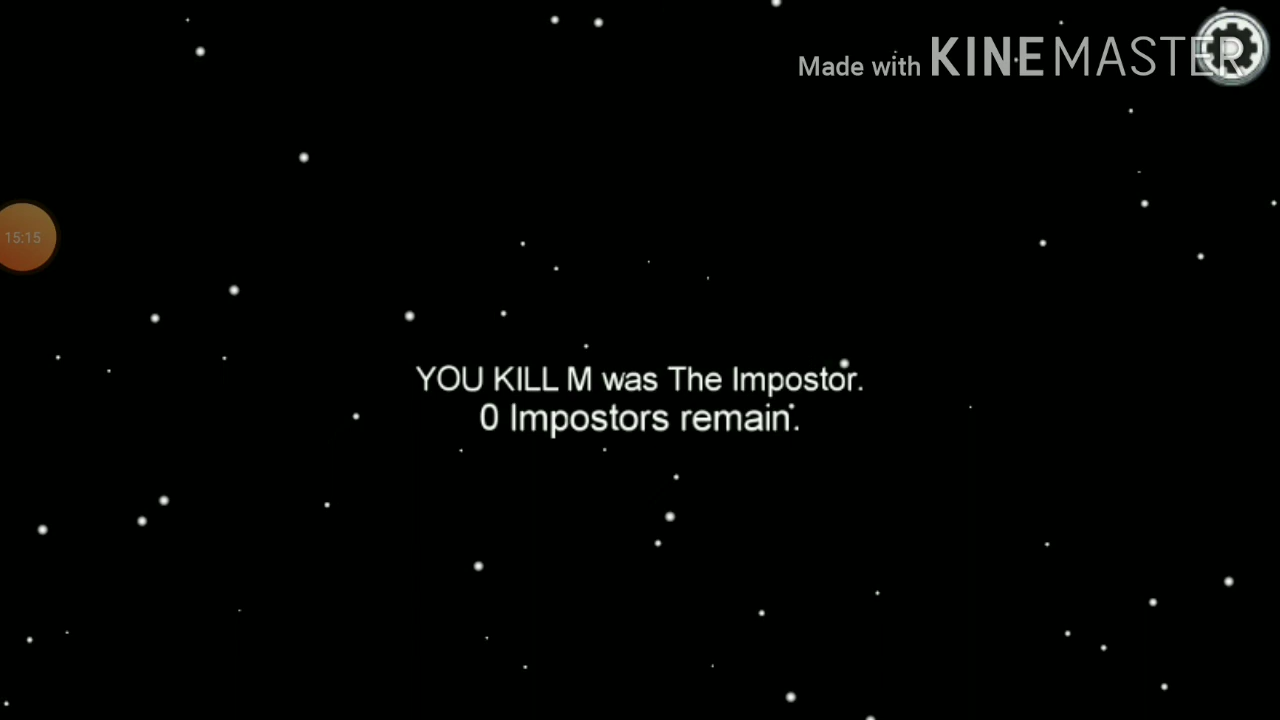 Made with KINEMASTER
15:15
YOU KILL M was The Impostor.
0 Impostors remain.